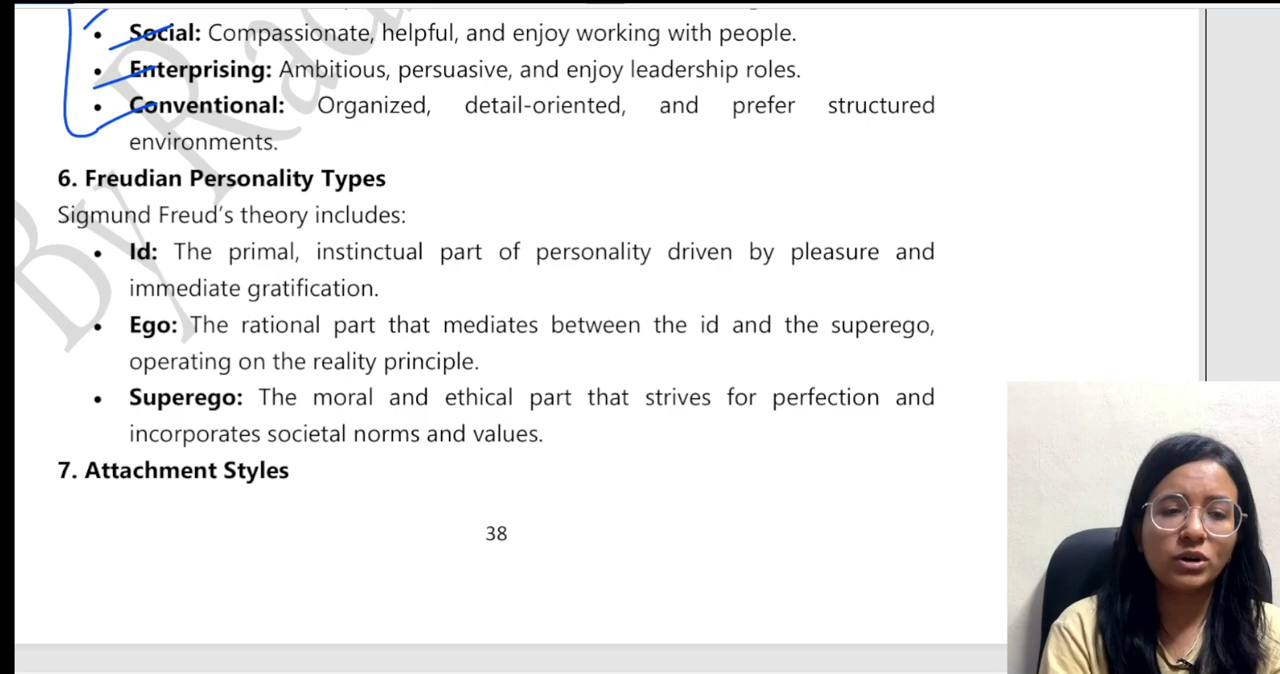 Social: Compassionate, helpful, and enjoy working with people.
Enterprising: Ambitious, persuasive, and enjoy leadership roles.
Conventional: Organized, detail-oriented, and prefer structured
environments.
6. Freudian Personality Types
Sigmund Freud's theory includes:
Id: The primal, instinctual part of personality driven by pleasure and
immediate gratification.
Ego: The rational part that mediates between the id and the superego,
operating on the reality principle.
Superego: The moral and ethical part that strives for perfection and
incorporates societal norms and values.
7. Attachment Styles
38
By